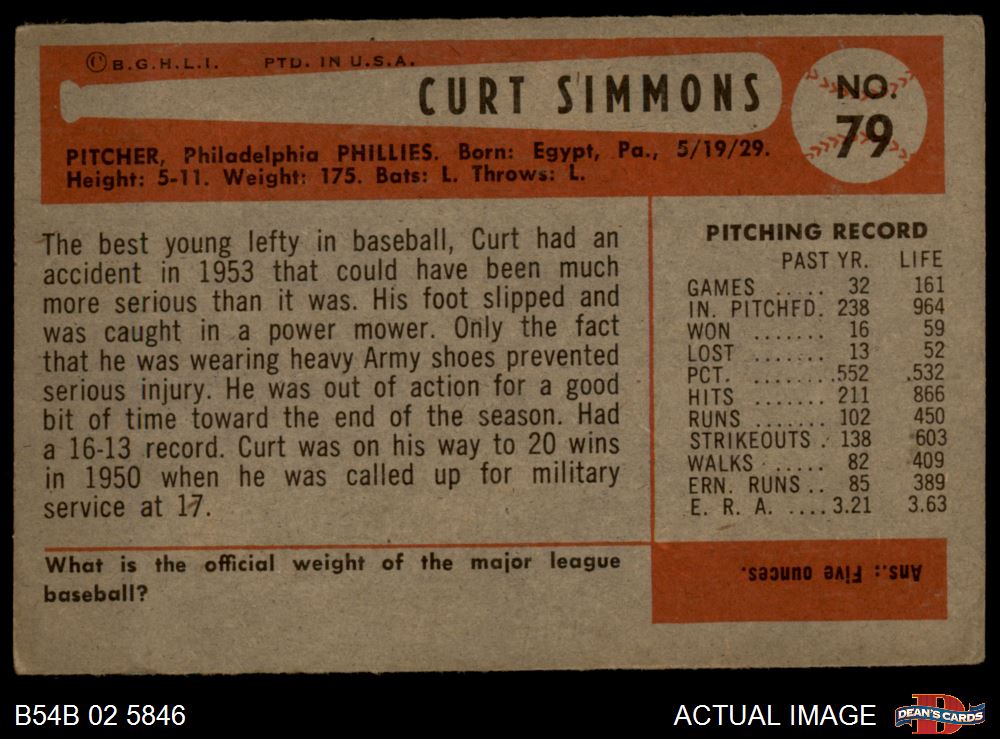 © B.G.H.L.I. PTD. IN U.S.A.
CURT SIMMONS
NO.
79
PITCHER, Philadelphia PHILLIES. Born: Egypt, Pa., 5/19/29.
Height: 5-11. Weight: 175. Bats: L. Throws: L.
The best young lefty in baseball, Curt had an
accident in 1953 that could have been much
more serious than it was. His foot slipped and
was caught in a power mower. Only the fact
that he was wearing heavy Army shoes prevented
serious injury. He was out of action for a good
bit of time toward the end of the season. Had
a 16-13 record. Curt was on his way to 20 wins
in 1950 when he was called up for military
service at 17.
What is the official weight of the major league
baseball?
PITCHING RECORD
PAST YR. LIFE
GAMES ..... 32 161
IN. PITCHED. 238 964
WON ....... 16 59
LOST ....... 13 52
PCT. ........ .552 .532
HITS ....... 211 866
RUNS ....... 102 450
STRIKEOUTS . 138 603
WALKS ..... 82 409
ERN. RUNS .. 85 389
E. R. A. .... 3.21 3.63
Ans.: Five ounces.
B54B 02 5846
ACTUAL IMAGE
D
DEAN'S CARDS